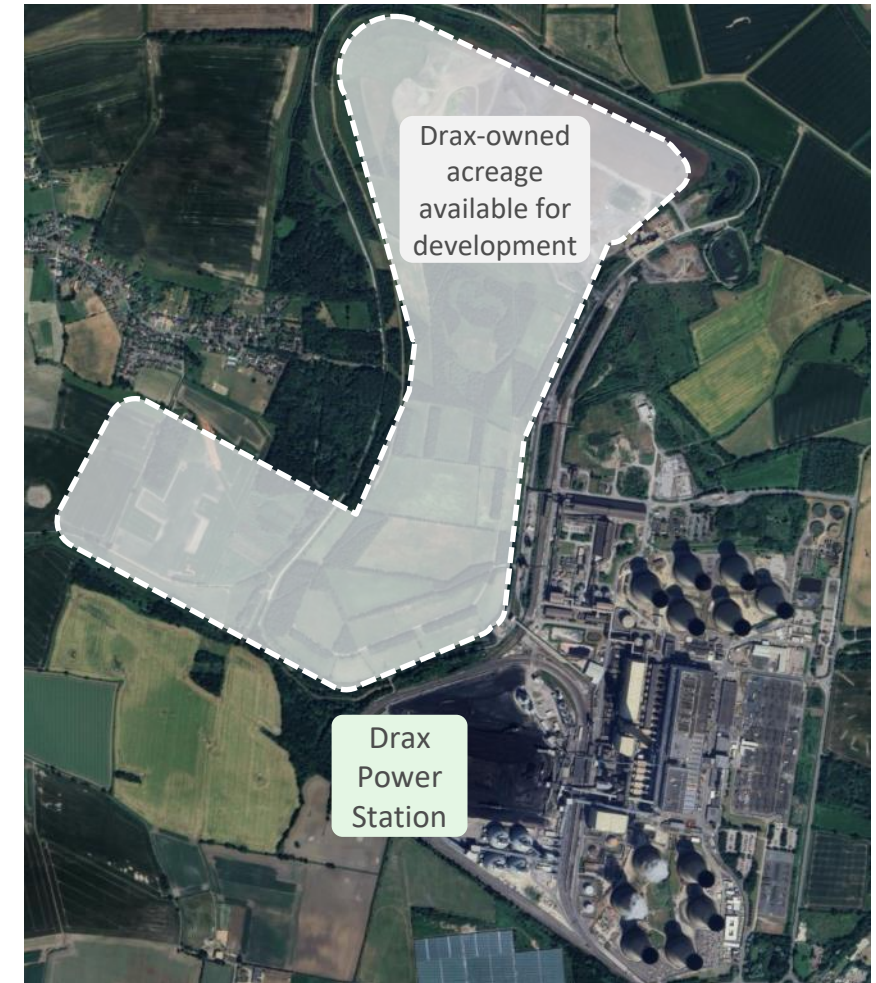 Drax-owned
acreage
available for
development
Drax
Power
Station